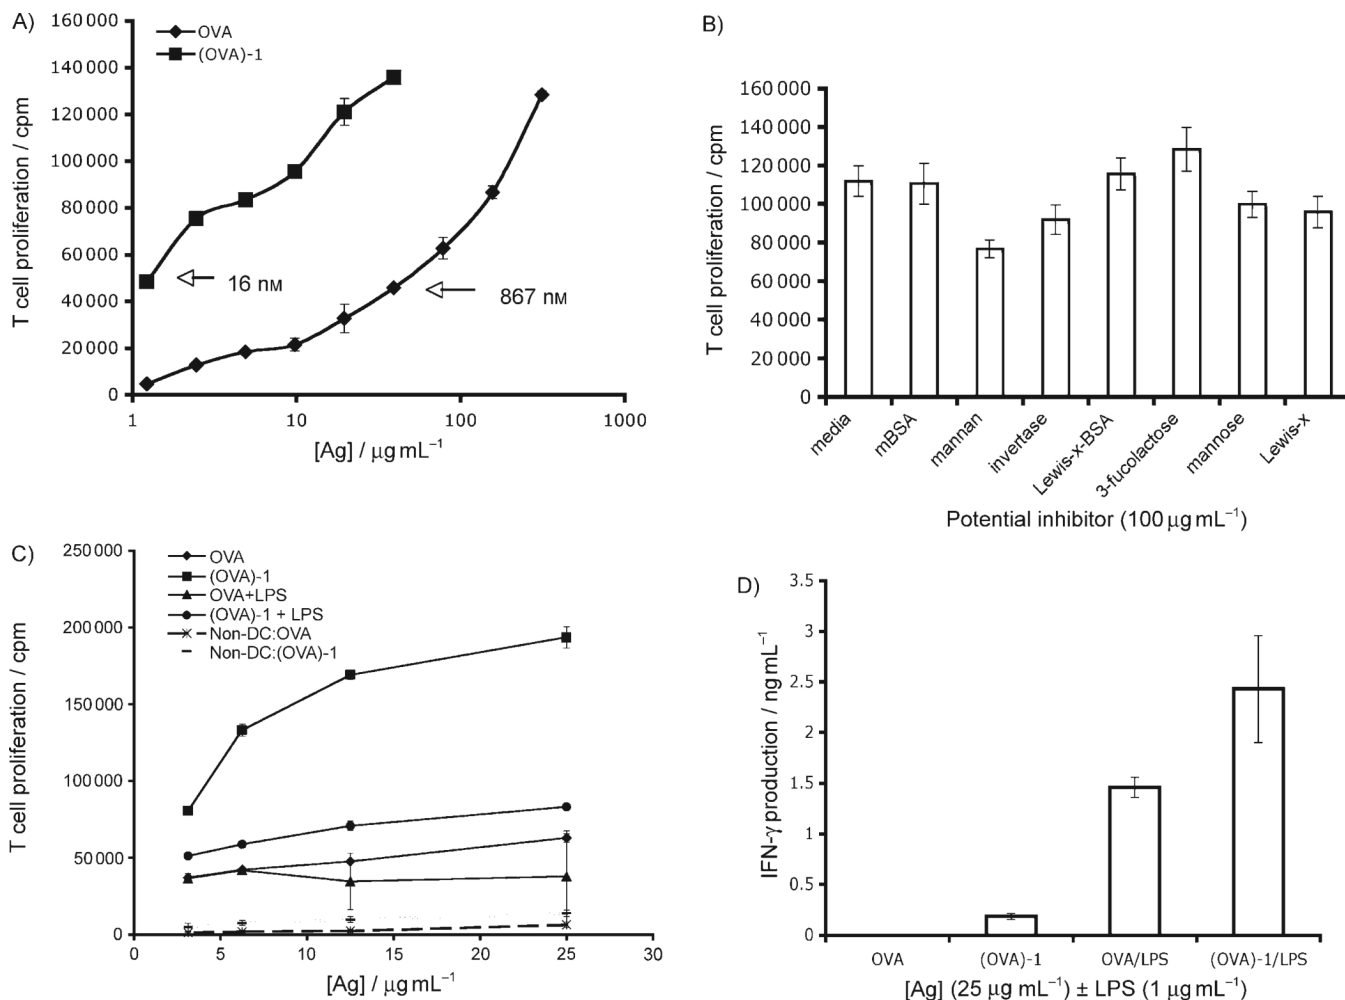 A)
OVA
(OVA)-1
160 000
140 000
120 000
100 000
80 000
60 000
40 000
20 000
0
T cell proliferation / cpm
16 nM
867 nM
1
10
100
1000
[Ag] / μg mL⁻¹
B)
160 000
140 000
120 000
100 000
80 000
60 000
40 000
20 000
0
T cell proliferation / cpm
media
mBSA
mannan
invertase
Lewis-x-BSA
3-fucolactose
mannose
Lewis-x
Potential inhibitor (100 μg mL⁻¹)
C)
OVA
(OVA)-1
OVA+LPS
(OVA)-1 + LPS
Non-DC:OVA
Non-DC:(OVA)-1
250 000
200 000
150 000
100 000
50 000
0
T cell proliferation / cpm
0
5
10
15
20
25
30
[Ag] / μg mL⁻¹
D)
3.5
3
2.5
2
1.5
1
0.5
0
IFN-γ production / ng mL⁻¹
OVA
(OVA)-1
OVA/LPS
(OVA)-1/LPS
[Ag] (25 μg mL⁻¹) ± LPS (1 μg mL⁻¹)